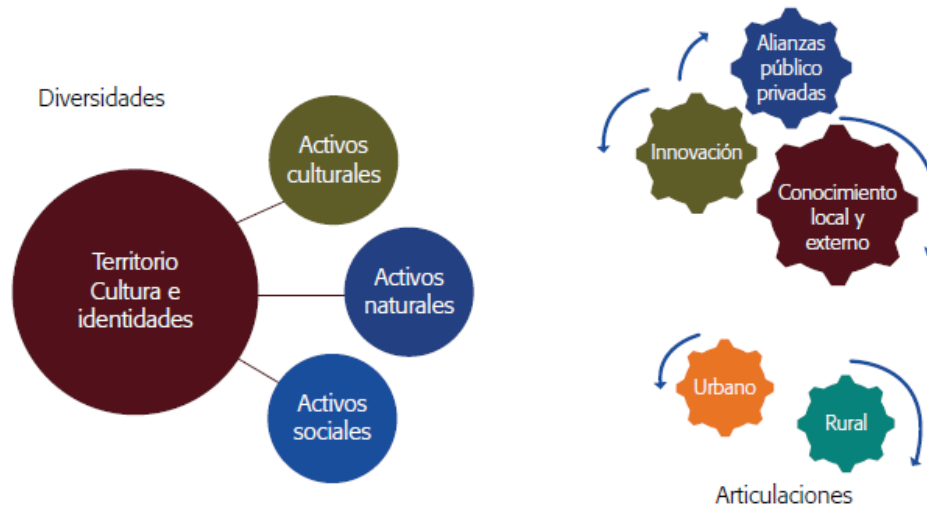 Diversidades
Territorio
Cultura e
identidades
Activos
culturales
Activos
naturales
Activos
sociales
Alianzas
público
privadas
Innovación
Conocimiento
local y
externo
Urbano
Rural
Articulaciones